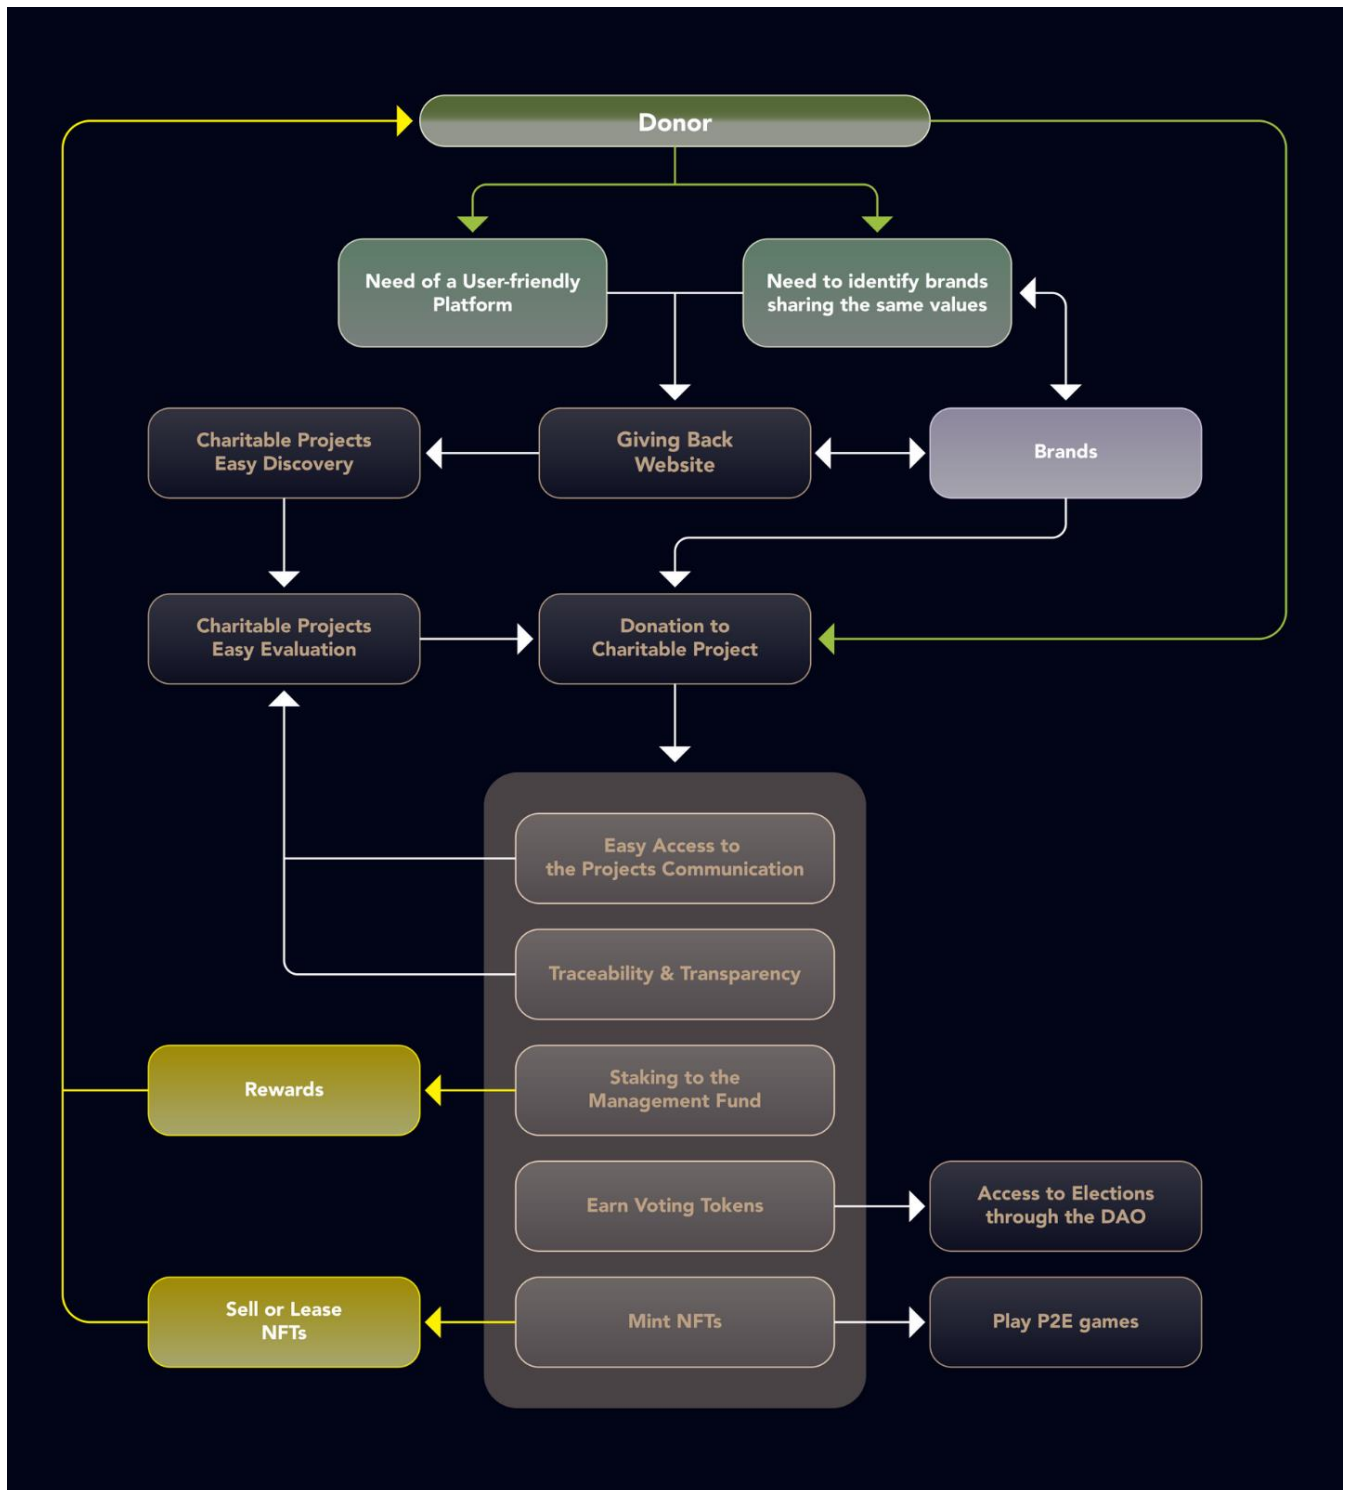 Donor
Need of a User-friendly
Platform
Need to identify brands
sharing the same values
Charitable Projects
Easy Discovery
Giving Back
Website
Brands
Charitable Projects
Easy Evaluation
Donation to
Charitable Project
Easy Access to
the Projects Communication
Traceability & Transparency
Rewards
Staking to the
Management Fund
Earn Voting Tokens
Access to Elections
through the DAO
Sell or Lease
NFTs
Mint NFTs
Play P2E games